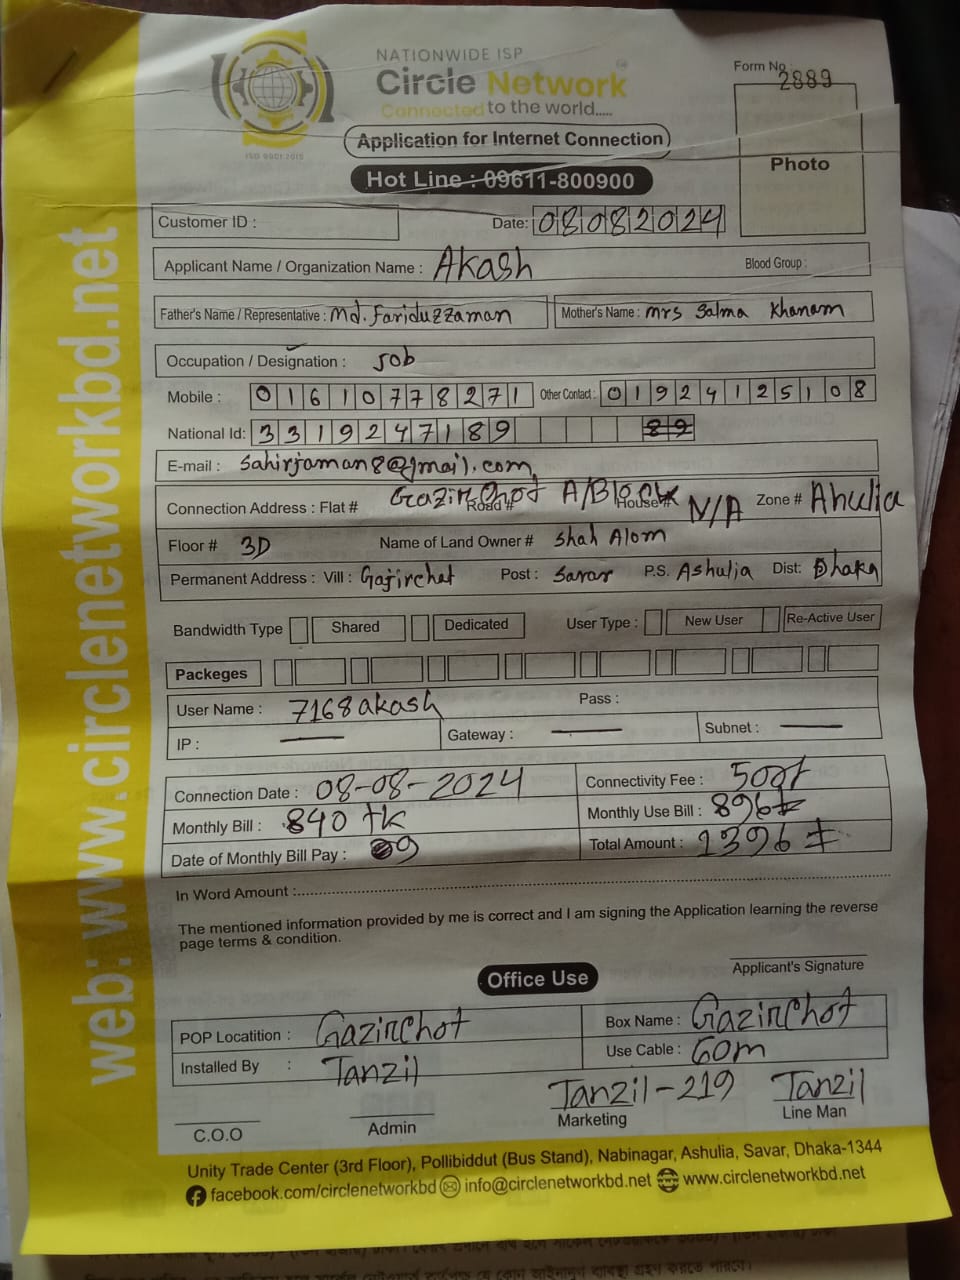 NATIONWIDE ISP
Circle Network
Connected to the world.....
ISO 9001:2015
Form No : 2889
Application for Internet Connection
Photo
Hot Line : 09611-800900
Customer ID :
Date: 08082024
Applicant Name / Organization Name : Akash
Blood Group :
Father's Name / Representative : Md. Fariduzzaman
Mother's Name : Mrs Salma Khanam
Occupation / Designation : Job
Mobile : 01610778271
Other Contact : 01924125108
National Id: 3319247189
E-mail : sahirjaman8@gmail.com
Connection Address : Flat # Gazirchot Road # A/Block House # N/A Zone # Ahulia
Floor # 3D
Name of Land Owner # Shah Alom
Permanent Address : Vill : Gajirchat Post : Savar P.S. Ashulia Dist: Dhaka
Bandwidth Type Shared Dedicated User Type : New User Re-Active User
Packeges
User Name : 7168akash
Pass :
IP : —
Gateway : —
Subnet : —
Connection Date : 08-08-2024
Connectivity Fee : 500
Monthly Bill : 840 tk
Monthly Use Bill : 896
Date of Monthly Bill Pay : 09
Total Amount : 1396
In Word Amount :
The mentioned information provided by me is correct and I am signing the Application learning the reverse
page terms & condition.
Applicant's Signature
Office Use
POP Locatition : Gazirchot
Box Name : Gazirchot
Installed By : Tanzil
Use Cable : 60m
Tanzil-219
Tanzil
C.O.O
Admin
Marketing
Line Man
Unity Trade Center (3rd Floor), Pollibiddut (Bus Stand), Nabinagar, Ashulia, Savar, Dhaka-1344
facebook.com/circlenetworkbd info@circlenetworkbd.net www.circlenetworkbd.net
web: www.circlenetworkbd.net